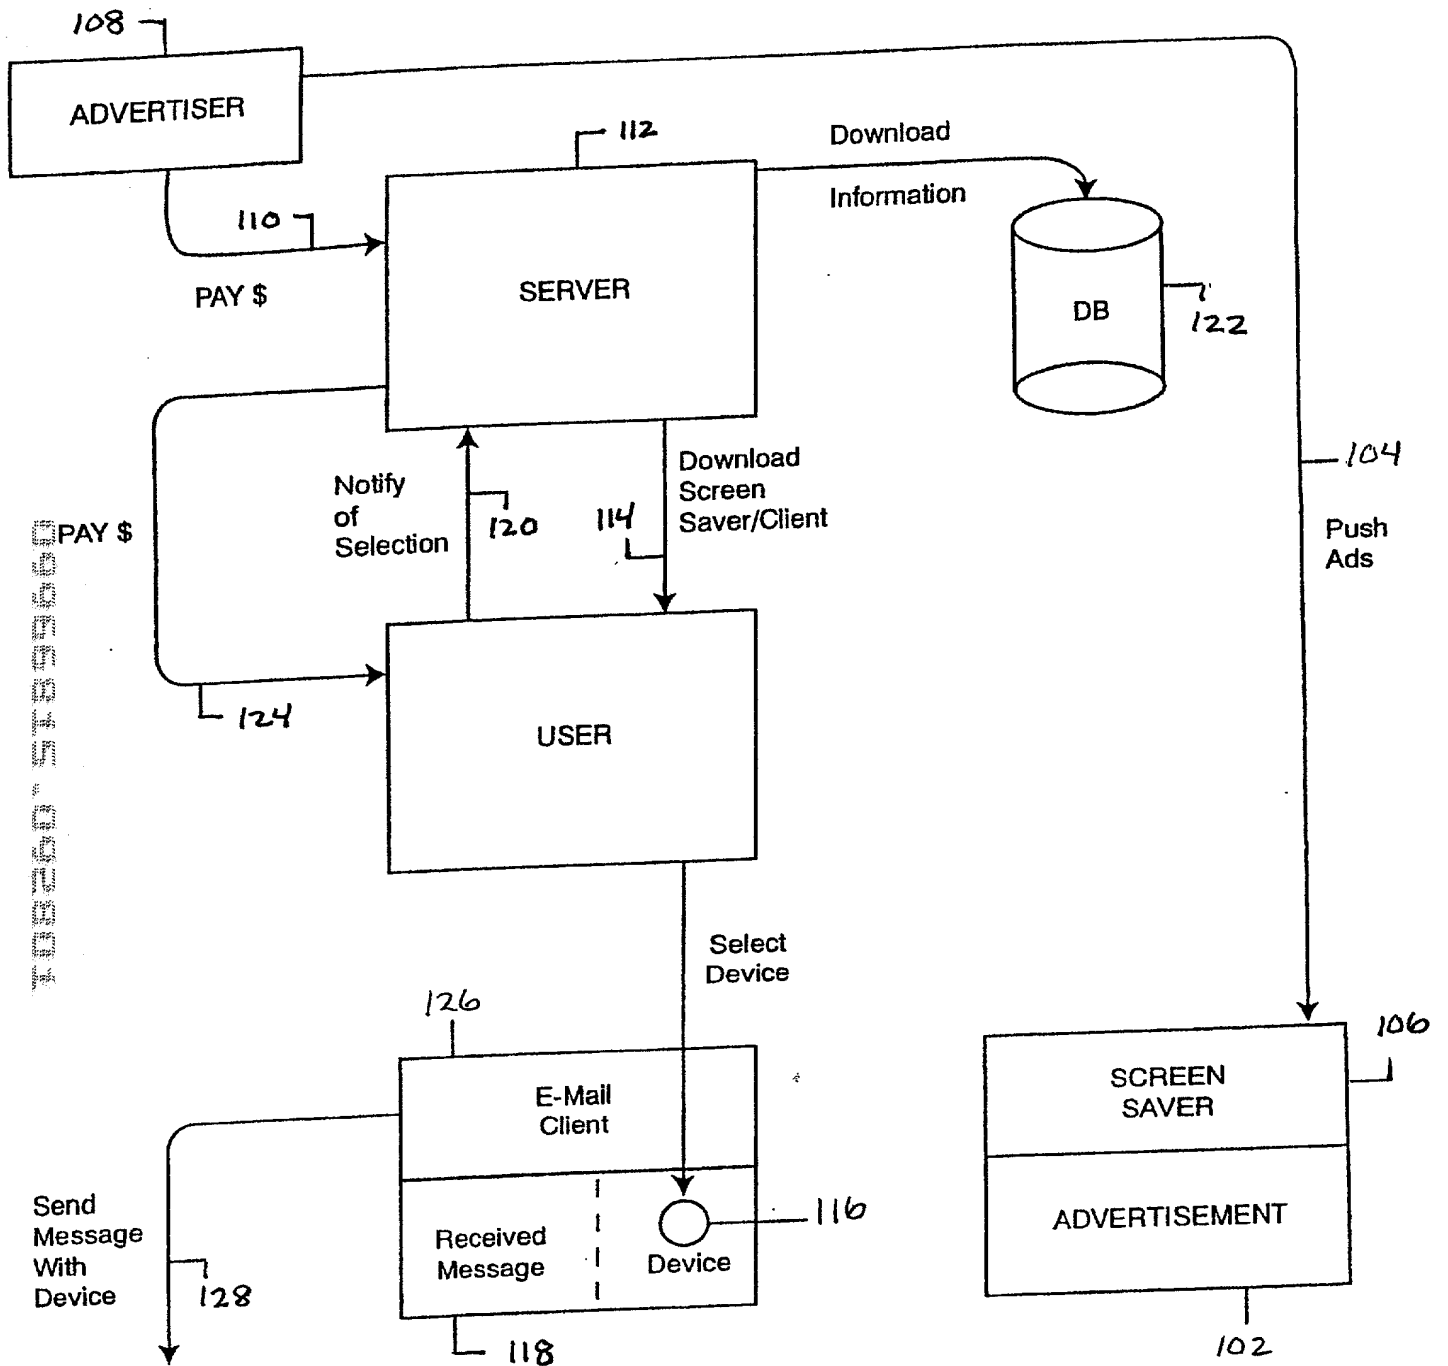 108
ADVERTISER
112
Download
Information
110
PAY $
SERVER
DB
122
104
Push
Ads
PAY $
Notify
of
Selection
120
114
Download
Screen
Saver/Client
124
USER
Select
Device
126
E-Mail
Client
106
SCREEN
SAVER
Send
Message
With
Device
128
Received
Message
Device
116
ADVERTISEMENT
118
102